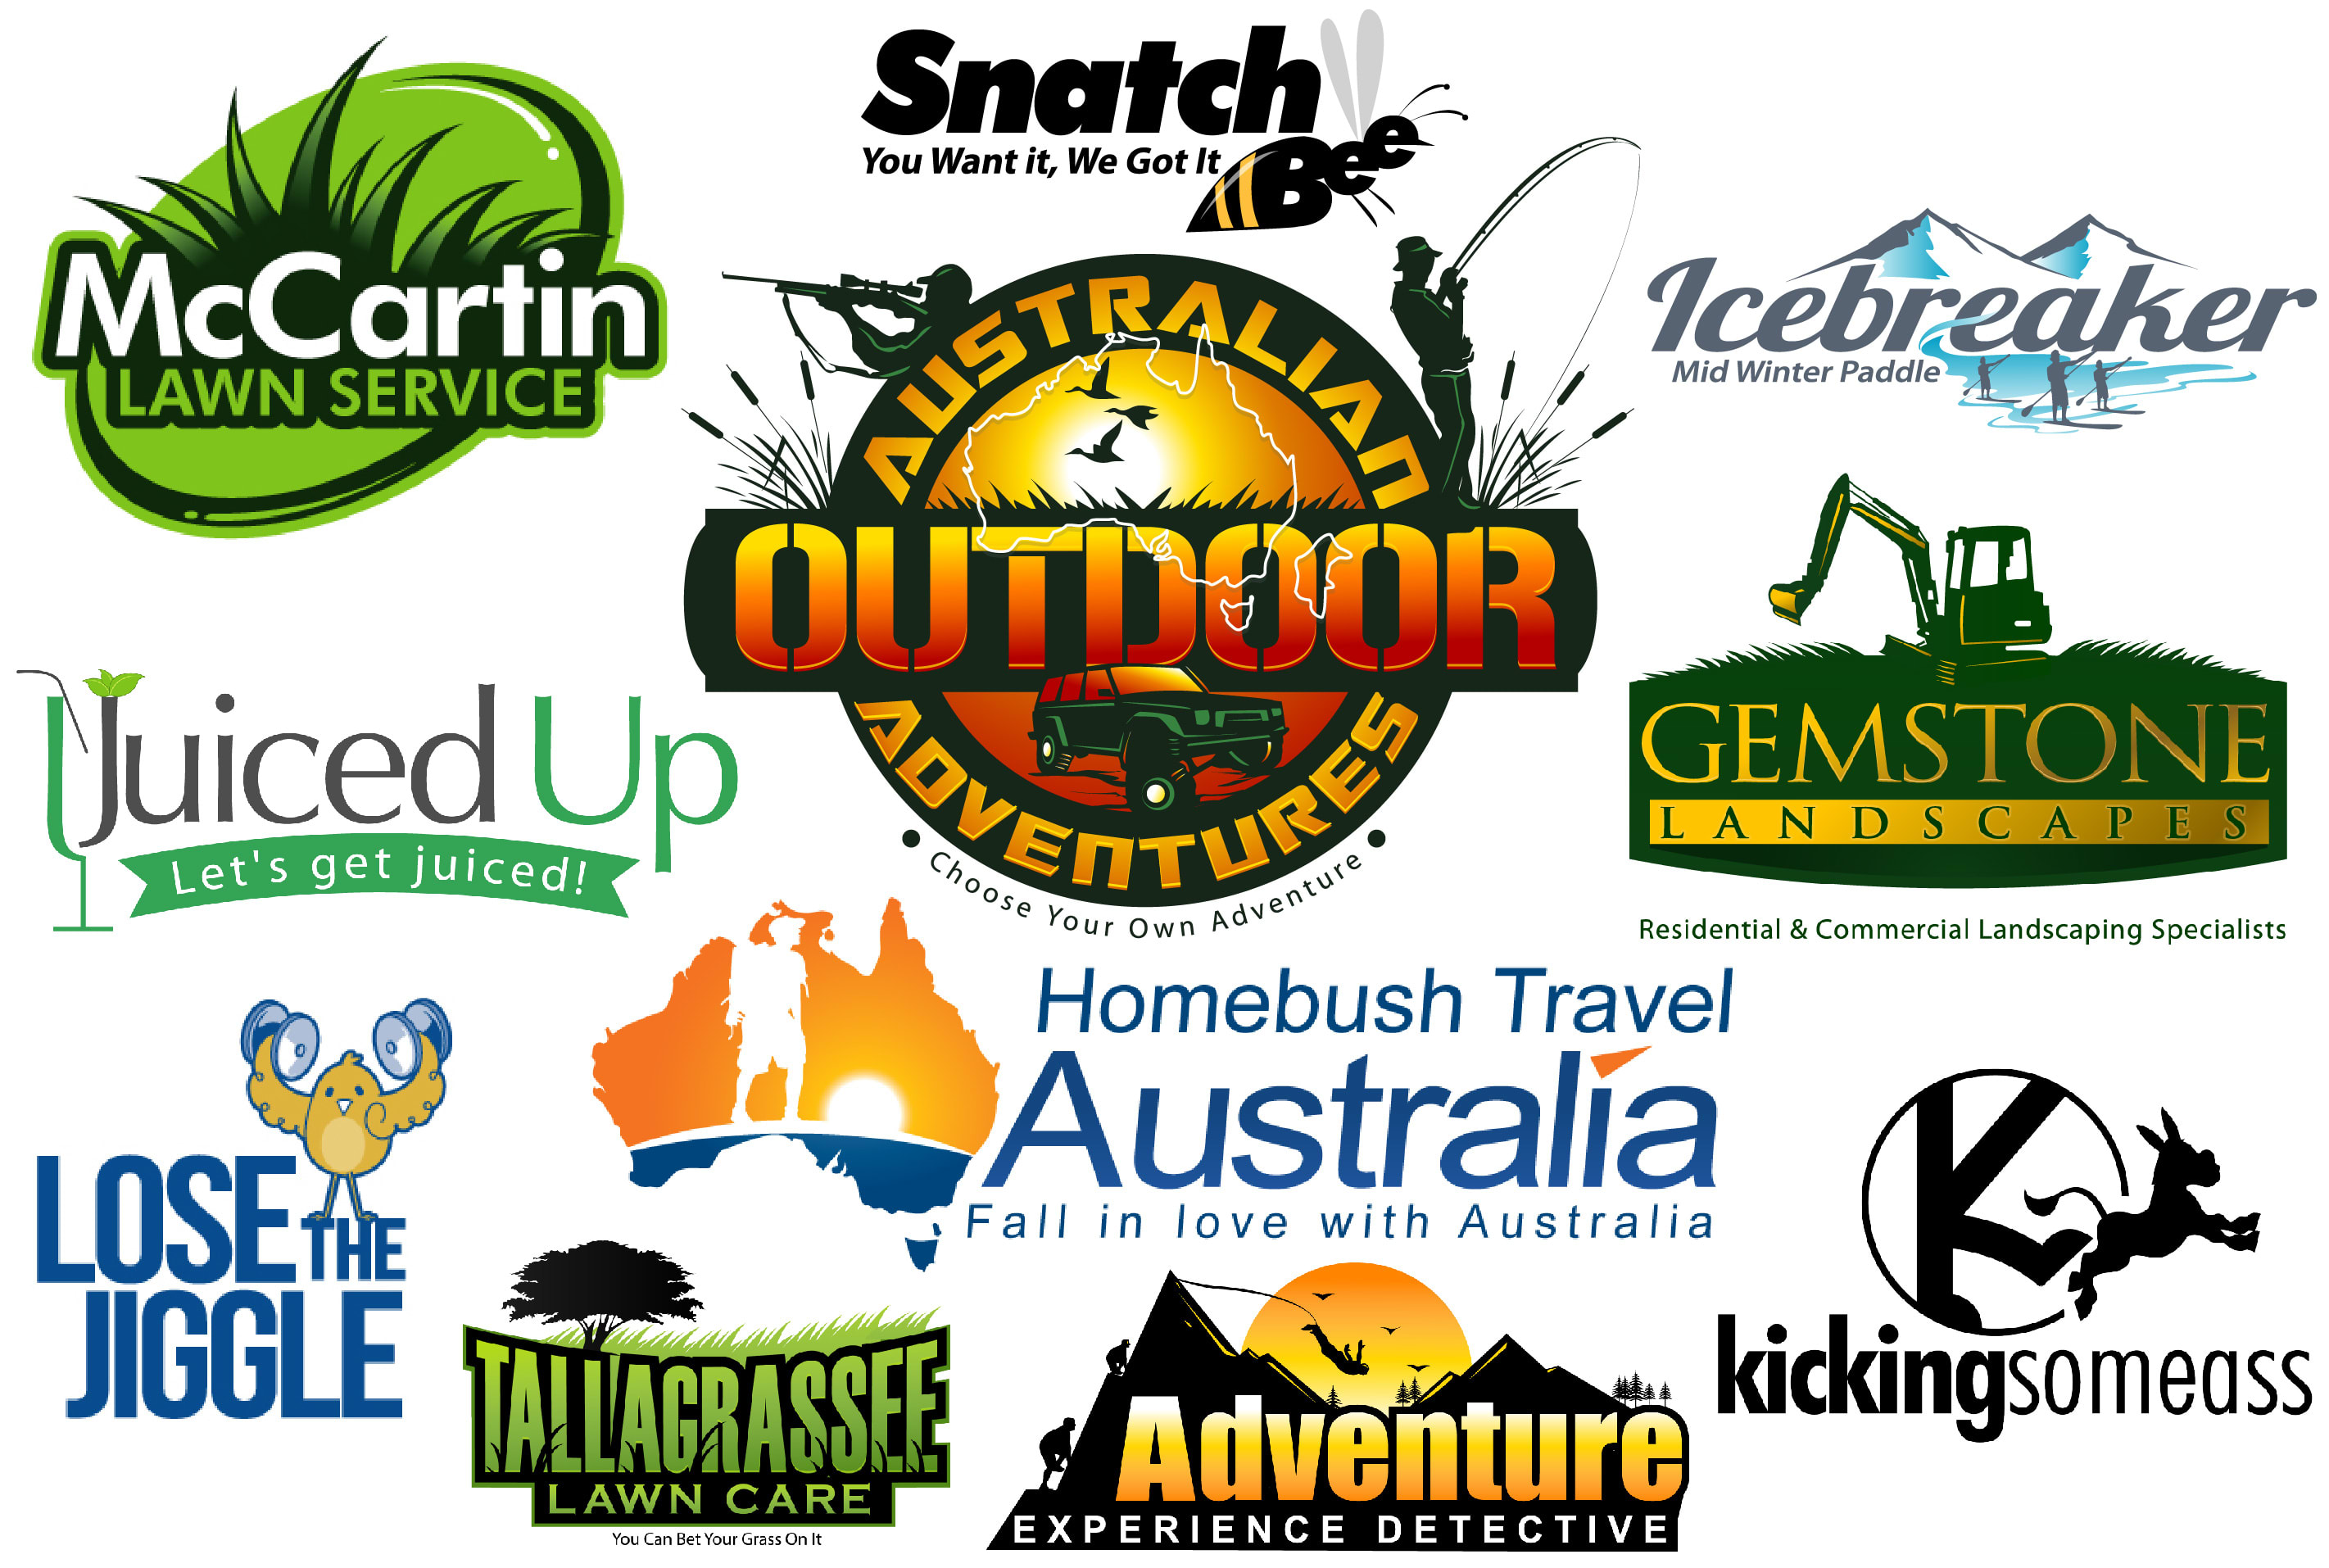 Snatch
Bee
You Want it, We Got It
McCartin
LAWN SERVICE
AUSTRALIAN
OUTDOOR
ADVENTURES
Choose Your Own Adventure
Icebreaker
Mid Winter Paddle
Juiced Up
Let's get juiced!
GEMSTONE
LANDSCAPES
Residential & Commercial Landscaping Specialists
Homebush Travel
Australia
Fall in love with Australia
LOSE THE
JIGGLE
TALLAGRASSEE
LAWN CARE
You Can Bet Your Grass On It
Adventure
EXPERIENCE DETECTIVE
K
kickingsomeass